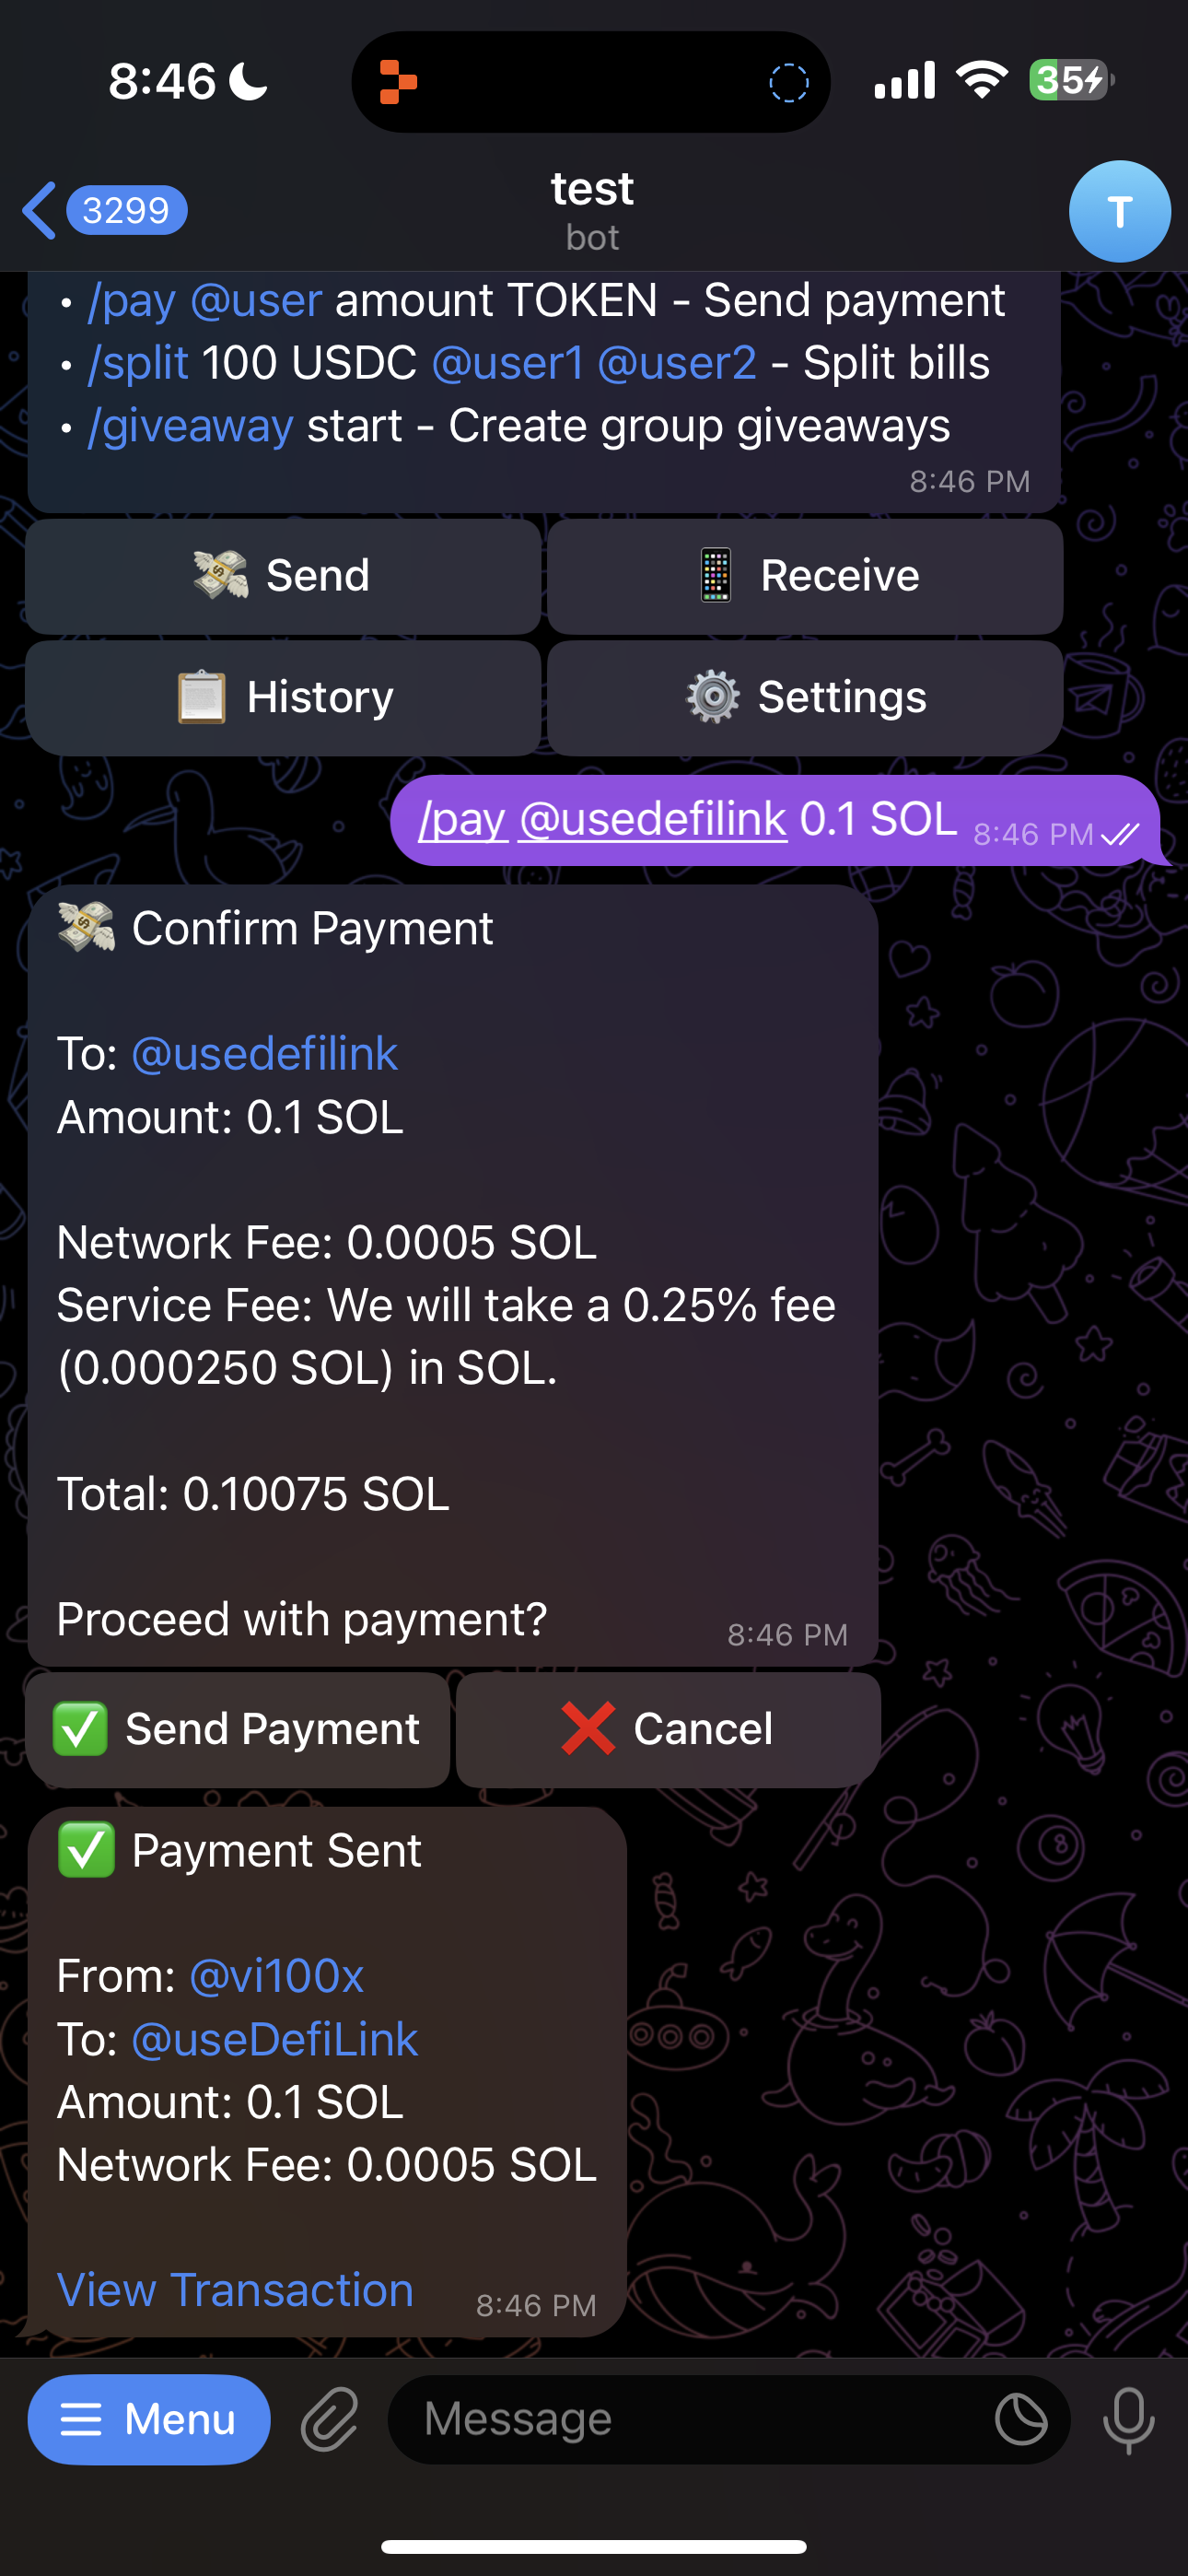 8:46
35
3299
test
bot
T
• /pay @user amount TOKEN - Send payment
• /split 100 USDC @user1 @user2 - Split bills
• /giveaway start - Create group giveaways
8:46 PM
Send
Receive
History
Settings
/pay @usedefilink 0.1 SOL 8:46 PM
Confirm Payment
To: @usedefilink
Amount: 0.1 SOL
Network Fee: 0.0005 SOL
Service Fee: We will take a 0.25% fee
(0.000250 SOL) in SOL.
Total: 0.10075 SOL
Proceed with payment? 8:46 PM
Send Payment
Cancel
Payment Sent
From: @vi100x
To: @useDefiLink
Amount: 0.1 SOL
Network Fee: 0.0005 SOL
View Transaction 8:46 PM
Menu
Message